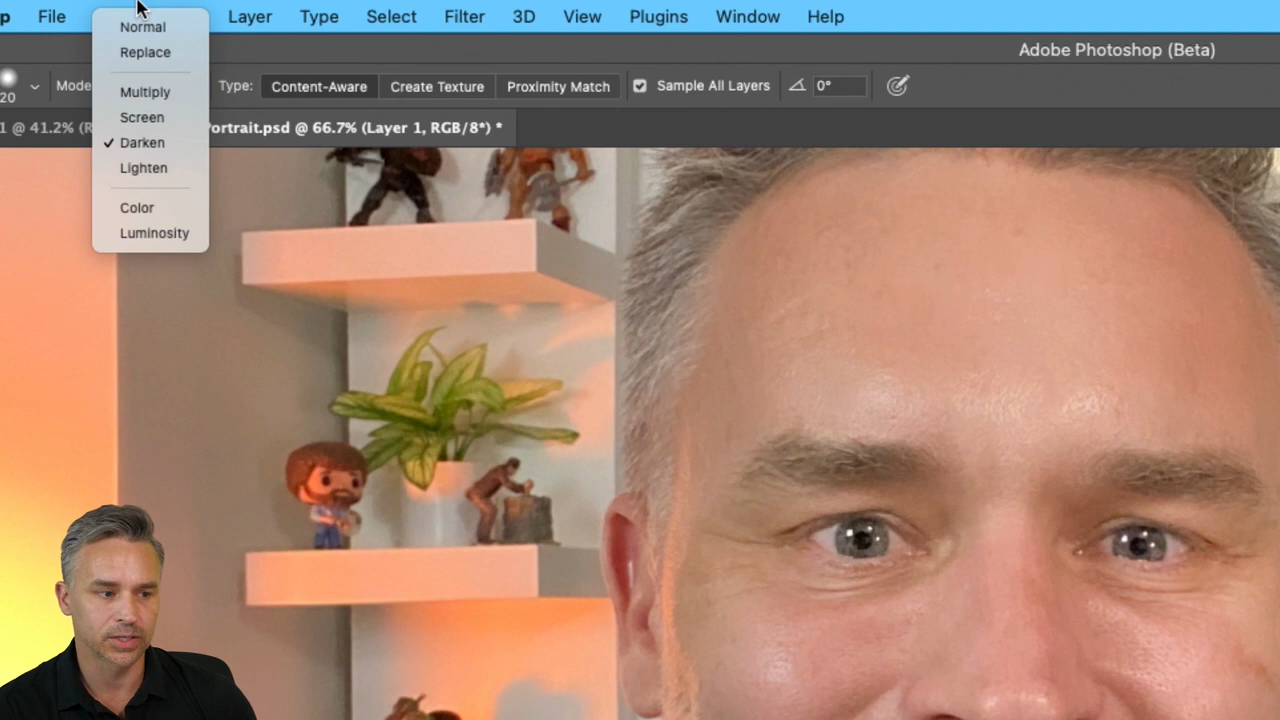 p File Layer Type Select Filter 3D View Plugins Window Help
Adobe Photoshop (Beta)
20 Mode Type: Content-Aware Create Texture Proximity Match Sample All Layers 0°
1 @ 41.2% (R ortrait.psd @ 66.7% (Layer 1, RGB/8*) *
Normal
Replace
Multiply
Screen
Darken
Lighten
Color
Luminosity